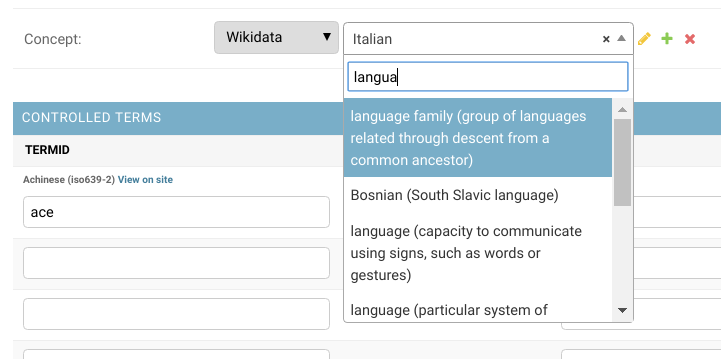 Concept:
Wikidata
Italian
langua
language family (group of languages
related through descent from a
common ancestor)
Bosnian (South Slavic language)
language (capacity to communicate
using signs, such as words or
gestures)
language (particular system of
CONTROLLED TERMS
TERMID
Achinese (iso639-2) View on site
ace